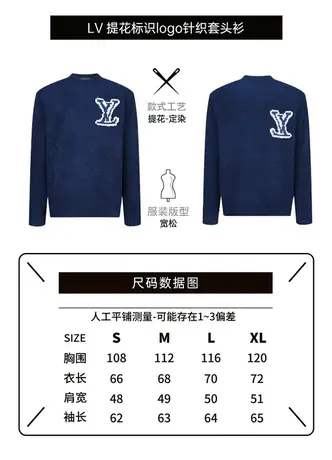 LV 提花标识logo针织套头衫
款式工艺
提花-定染
服装版型
宽松
尺码数据图
人工平铺测量-可能存在1~3偏差
SIZE S M L XL
胸围 108 112 116 120
衣长 66 68 70 72
肩宽 48 49 50 51
袖长 62 63 64 65